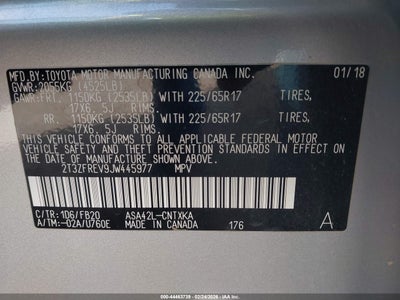 MFD.BY:TOYOTA MOTOR MANUFACTURING CANADA INC. 01/18
GVWR:2055KG (4525LB)
GAWR:FRT. 1150KG (2535LB) WITH 225/65R17 TIRES,
17X6. 5J RIMS.
RR. 1150KG (2535LB) WITH 225/65R17 TIRES,
17X6. 5J RIMS.
THIS VEHICLE CONFORMS TO ALL APPLICABLE FEDERAL MOTOR
VEHICLE SAFETY AND THEFT PREVENTION STANDARDS IN
EFFECT ON THE DATE OF MANUFACTURE SHOWN ABOVE.
2T3ZFREV9JW445977 MPV
C/TR:1D6/FB20 ASA42L-CNTXKA
A/TM:-02A/U760E MADE IN CANADA 176 A
000-44463738 - 02/24/2026 - IAA LLC